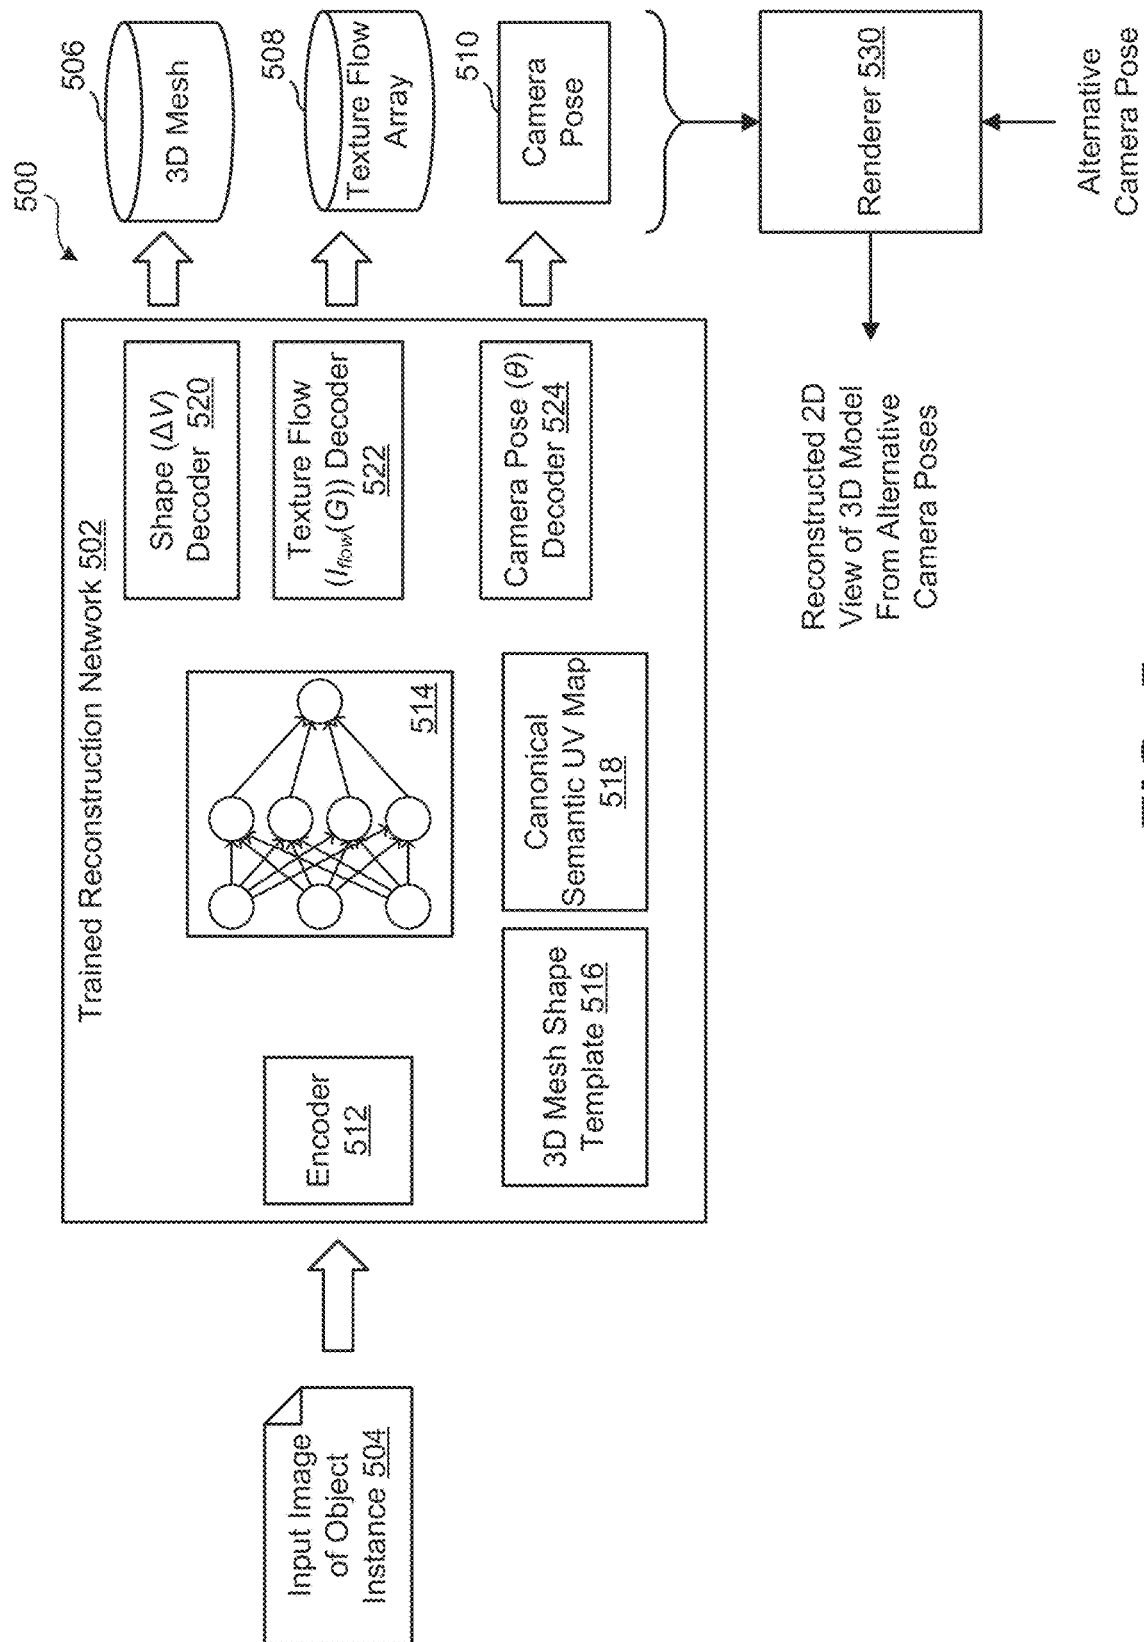 500
Input Image
of Object
Instance 504
Trained Reconstruction Network 502
Encoder
512
514
3D Mesh Shape
Template 516
Canonical
Semantic UV Map
518
Shape (ΔV)
Decoder 520
Texture Flow
(I_flow(G)) Decoder
522
Camera Pose (θ)
Decoder 524
506
3D Mesh
508
Texture Flow
Array
510
Camera
Pose
Renderer 530
Alternative
Camera Pose
Reconstructed 2D
View of 3D Model
From Alternative
Camera Poses